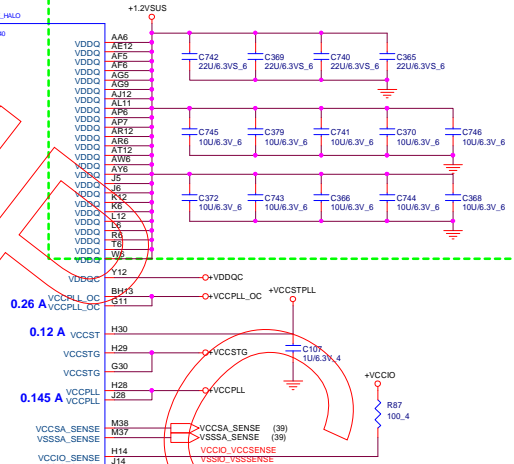 +1.2VSUS
_HALO
VDDQ AA6
VDDQ AE12
VDDQ AF5
VDDQ AF6
VDDQ AG5
VDDQ AG9
VDDQ AJ12
VDDQ AL11
VDDQ AP6
VDDQ AP7
VDDQ AR12
VDDQ AR6
VDDQ AT12
VDDQ AW6
VDDQ AY6
VDDQ J5
VDDQ J6
VDDQ K12
VDDQ K6
VDDQ L12
VDDQ L6
VDDQ R6
VDDQ T6
VDDQ W6
C742 C369 C740 C365
22U/6.3VS_6 22U/6.3VS_6 22U/6.3VS_6 22U/6.3VS_6
C745 C379 C741 C370 C746
10U/6.3V_6 10U/6.3V_6 10U/6.3V_6 10U/6.3V_6 10U/6.3V_6
C372 C743 C366 C744 C368
10U/6.3V_6 10U/6.3V_6 10U/6.3V_6 10U/6.3V_6 10U/6.3V_6
VDDQC Y12 +VDDQC
VCCPLL_OC BH13 +VCCPLL_OC
0.26 A VCCPLL_OC G11
+VCCSTPLL
0.12 A VCCST H30
C107
1U/6.3V_4
VCCSTG H29 +VCCSTG
VCCSTG G30
+VCCIO
VCCPLL H28 +VCCPLL
0.145 A VCCPLL J28
R87
100_4
VCCSA_SENSE M38 VCCSA_SENSE (39)
VSSSA_SENSE M37 VSSSA_SENSE (39)
VCCIO_VCCSENSE
VCCIO_SENSE H14 VSSIO_VSSSENSE
J14